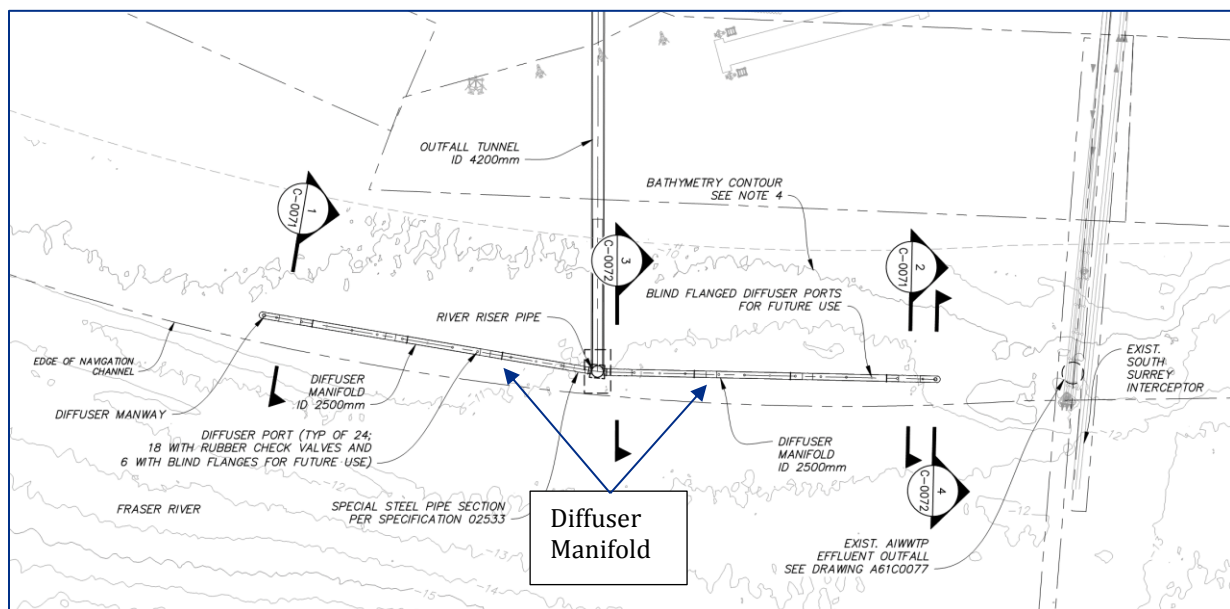 OUTFALL TUNNEL
ID 4200mm
BATHYMETRY CONTOUR
SEE NOTE 4
1
C-0071
3
C-0072
2
C-0071
BLIND FLANGED DIFFUSER PORTS
FOR FUTURE USE
RIVER RISER PIPE
EDGE OF NAVIGATION
CHANNEL
EXIST.
SOUTH
SURREY
INTERCEPTOR
DIFFUSER
MANIFOLD
ID 2500mm
DIFFUSER MANWAY
DIFFUSER PORT (TYP OF 24;
18 WITH RUBBER CHECK VALVES AND
6 WITH BLIND FLANGES FOR FUTURE USE)
DIFFUSER
MANIFOLD
ID 2500mm
4
C-0072
SPECIAL STEEL PIPE SECTION
PER SPECIFICATION 02533
FRASER RIVER
Diffuser
Manifold
EXIST. AIWWTP
EFFLUENT OUTFALL
SEE DRAWING A61C0077
-10
-11
-12
-12
-12
-13
-14
-15